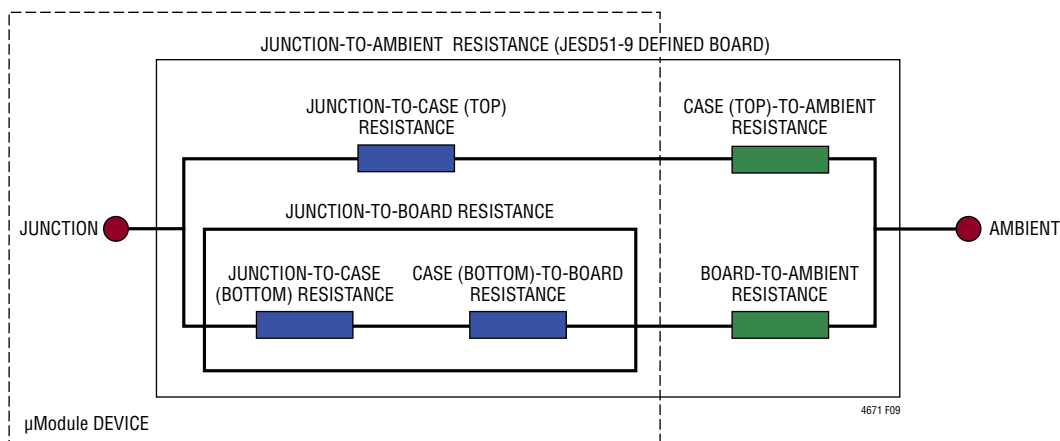 JUNCTION-TO-AMBIENT RESISTANCE (JESD51-9 DEFINED BOARD)
JUNCTION-TO-CASE (TOP)
RESISTANCE
CASE (TOP)-TO-AMBIENT
RESISTANCE
JUNCTION
JUNCTION-TO-BOARD RESISTANCE
AMBIENT
JUNCTION-TO-CASE
(BOTTOM) RESISTANCE
CASE (BOTTOM)-TO-BOARD
RESISTANCE
BOARD-TO-AMBIENT
RESISTANCE
4671 F09
µModule DEVICE